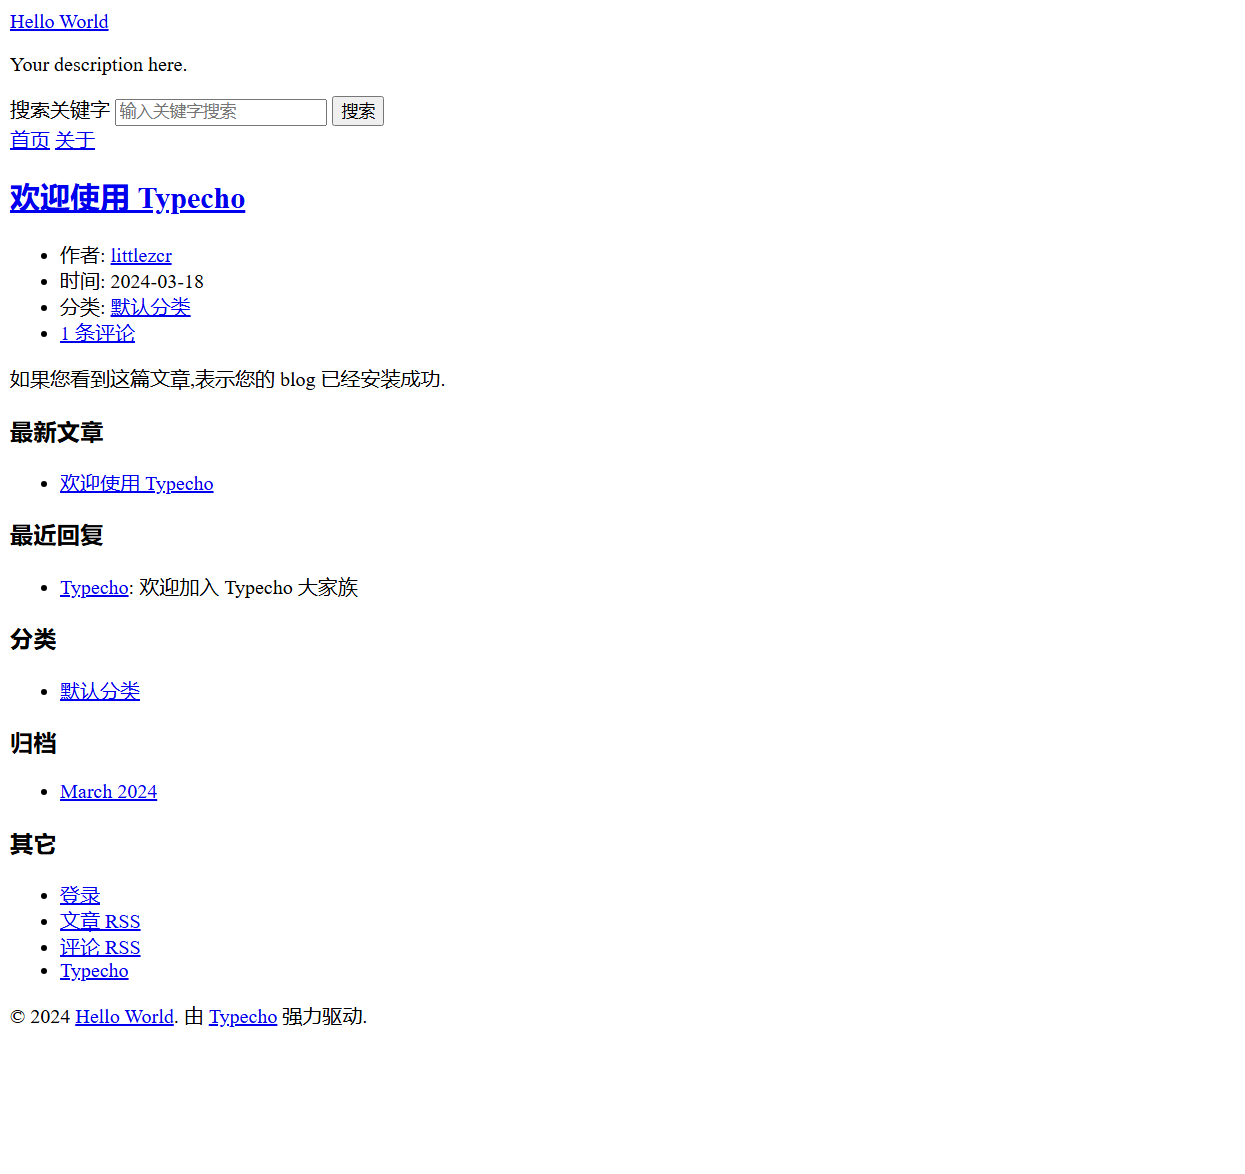 Hello World
Your description here.
搜索关键字 输入关键字搜索 搜索
首页 关于
欢迎使用 Typecho
作者: littlezcr
时间: 2024-03-18
分类: 默认分类
1 条评论
如果您看到这篇文章,表示您的 blog 已经安装成功.
最新文章
欢迎使用 Typecho
最近回复
Typecho: 欢迎加入 Typecho 大家族
分类
默认分类
归档
March 2024
其它
登录
文章 RSS
评论 RSS
Typecho
© 2024 Hello World. 由 Typecho 强力驱动.